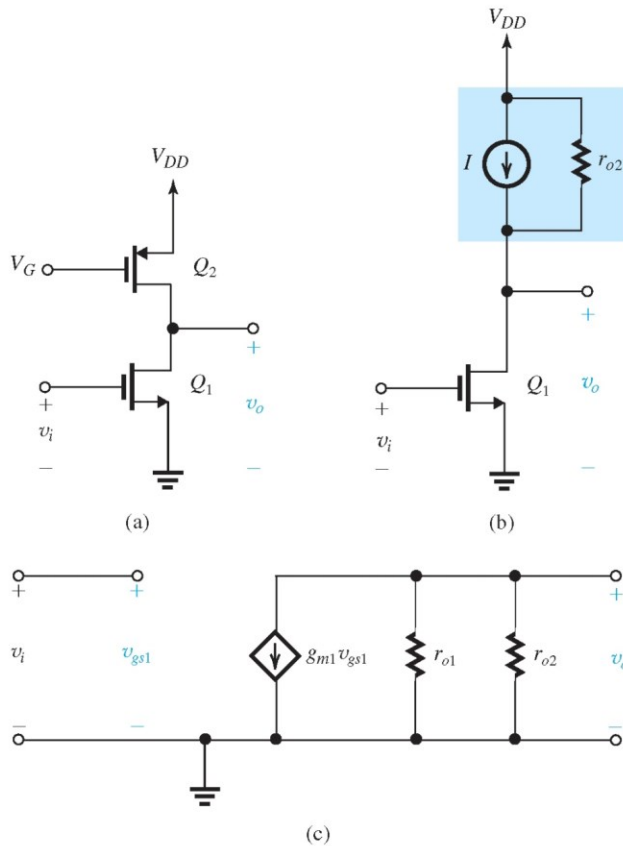 V_DD
I
r_o2
V_DD
V_G
Q_2
Q_1
+
v_i
−
+
v_o
−
Q_1
+
v_i
−
+
v_o
−
(a)
(b)
+
v_i
−
+
v_gs1
−
g_m1 v_gs1
r_o1
r_o2
+
−
(c)